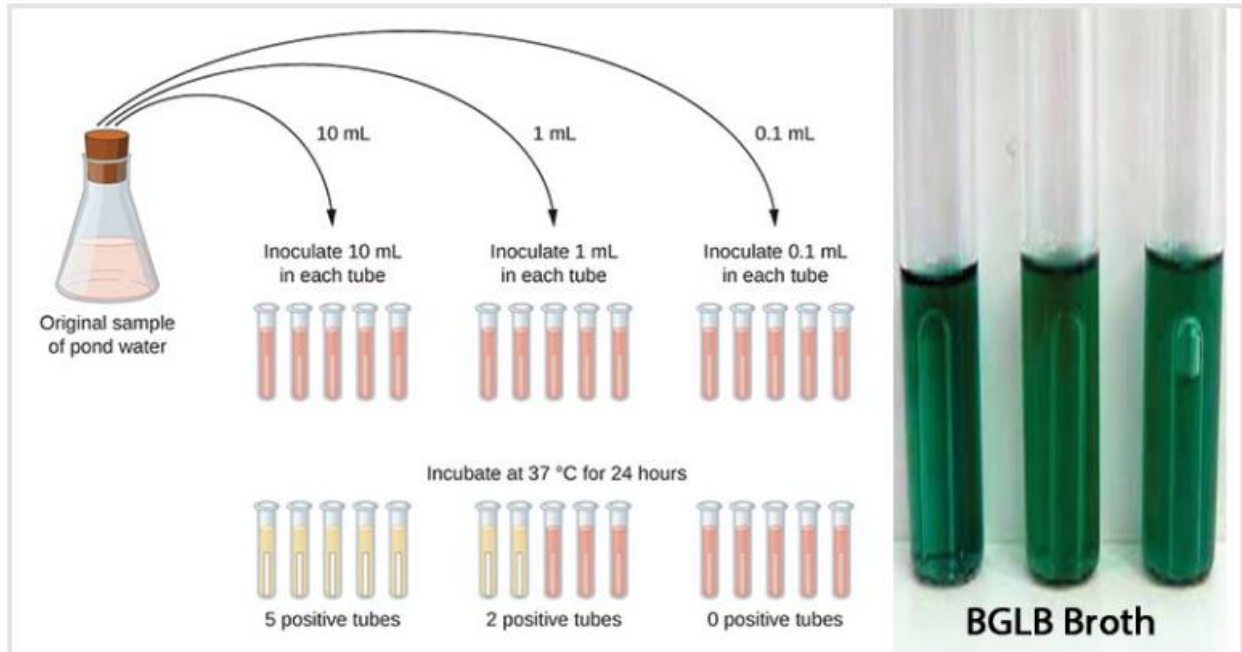 10 mL
1 mL
0.1 mL
Inoculate 10 mL
in each tube
Inoculate 1 mL
in each tube
Inoculate 0.1 mL
in each tube
Original sample
of pond water
Incubate at 37 °C for 24 hours
5 positive tubes
2 positive tubes
0 positive tubes
BGLB Broth